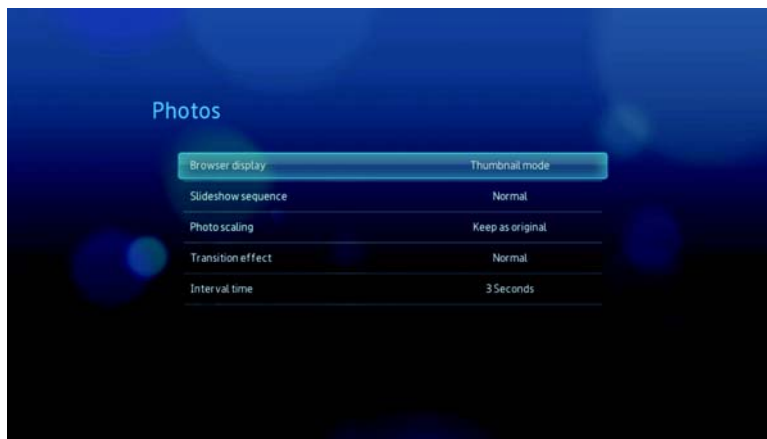 Photos
Browser display Thumbnail mode
Slideshow sequence Normal
Photo scaling Keep as original
Transition effect Normal
Interval time 3 Seconds